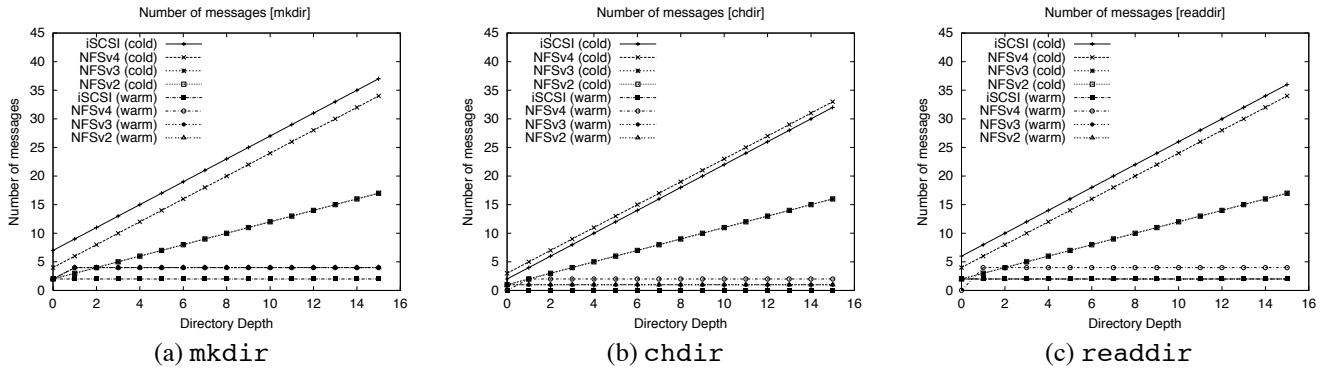 Number of messages [mkdir]
45
40
35
30
25
20
15
10
5
0
Number of messages
iSCSI (cold)
NFSv4 (cold)
NFSv3 (cold)
NFSv2 (cold)
iSCSI (warm)
NFSv4 (warm)
NFSv3 (warm)
NFSv2 (warm)
0 2 4 6 8 10 12 14 16
Directory Depth
(a) mkdir
Number of messages [chdir]
45
40
35
30
25
20
15
10
5
0
Number of messages
iSCSI (cold)
NFSv4 (cold)
NFSv3 (cold)
NFSv2 (cold)
iSCSI (warm)
NFSv4 (warm)
NFSv3 (warm)
NFSv2 (warm)
0 2 4 6 8 10 12 14 16
Directory Depth
(b) chdir
Number of messages [readdir]
45
40
35
30
25
20
15
10
5
0
Number of messages
iSCSI (cold)
NFSv4 (cold)
NFSv3 (cold)
NFSv2 (cold)
iSCSI (warm)
NFSv4 (warm)
NFSv3 (warm)
NFSv2 (warm)
0 2 4 6 8 10 12 14 16
Directory Depth
(c) readdir